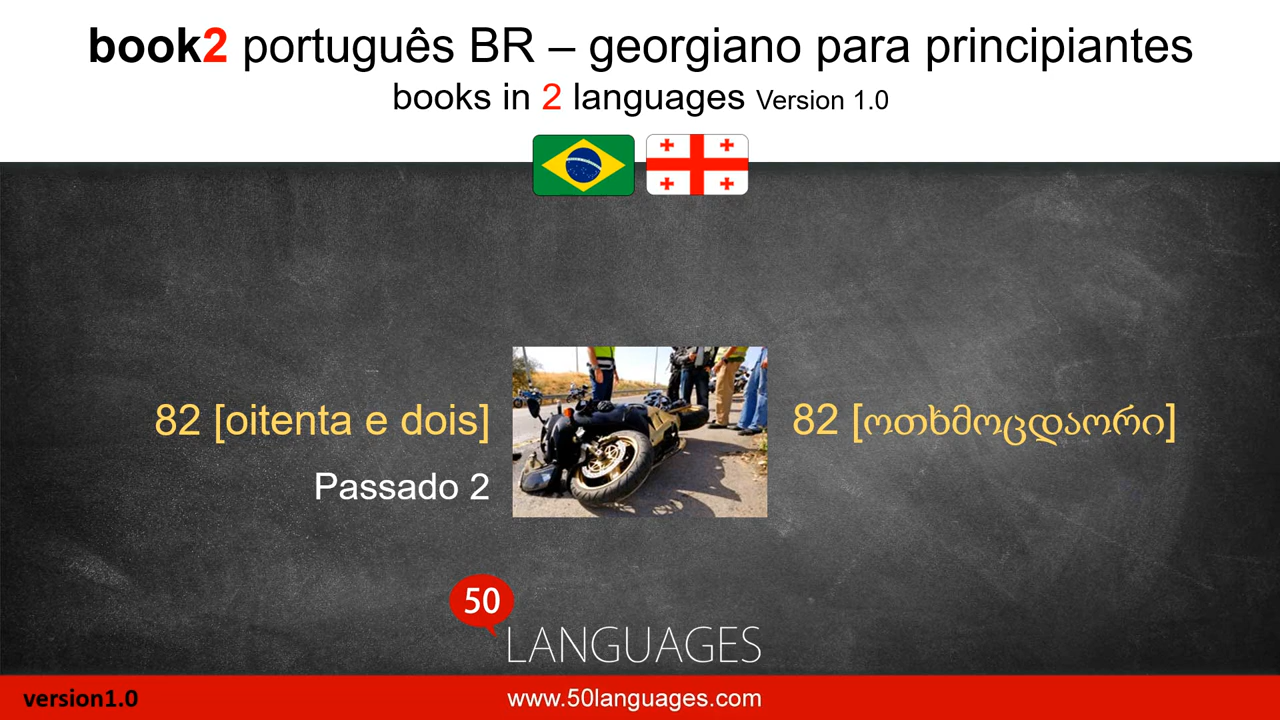 book2 português BR – georgiano para principiantes
books in 2 languages Version 1.0
82 [oitenta e dois]
82 [ოთხმოცდაორი]
Passado 2
50
LANGUAGES
version1.0
www.50languages.com